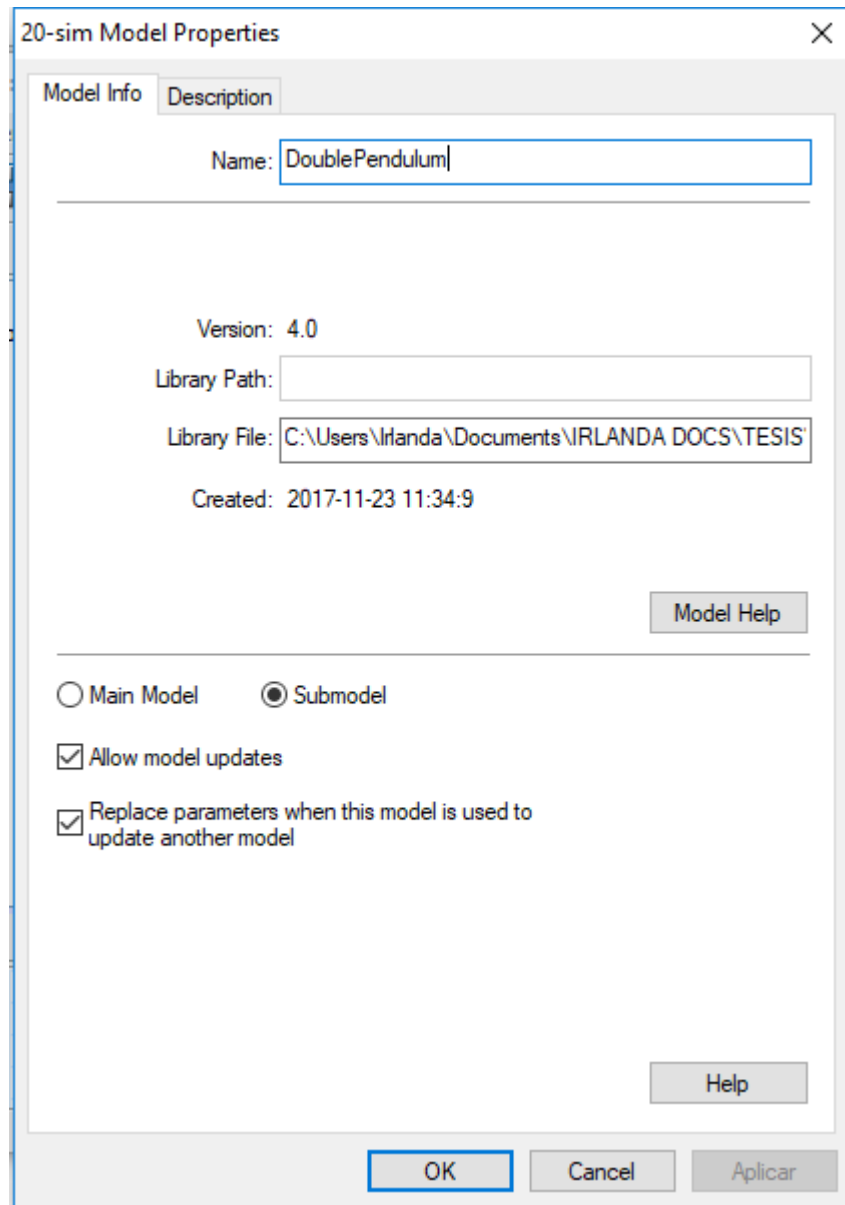 20-sim Model Properties
Model Info Description
Name: DoublePendulum
Version: 4.0
Library Path:
Library File: C:\Users\Irlanda\Documents\IRLANDA DOCS\TESIS
Created: 2017-11-23 11:34:9
Model Help
Main Model Submodel
Allow model updates
Replace parameters when this model is used to
update another model
Help
OK Cancel Aplicar